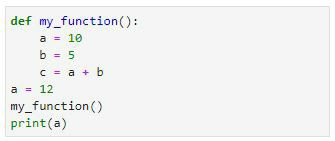 def my_function():
    a = 10
    b = 5
    c = a + b
a = 12
my_function()
print(a)